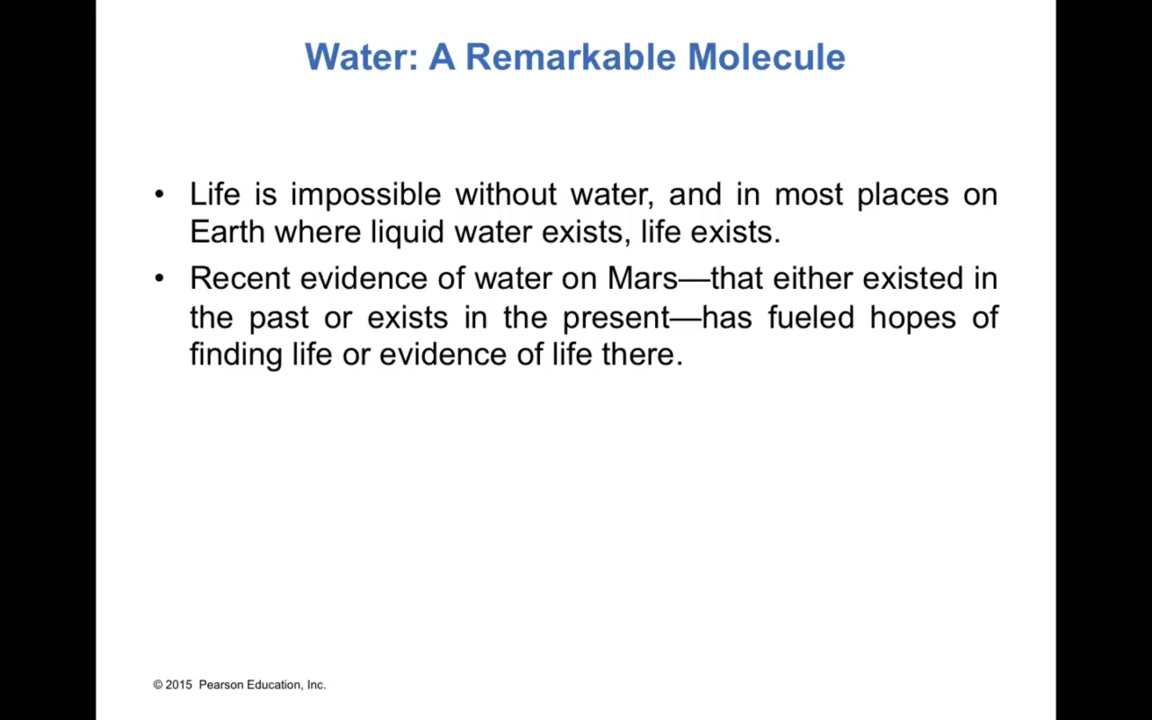 Water: A Remarkable Molecule
• Life is impossible without water, and in most places on
Earth where liquid water exists, life exists.
• Recent evidence of water on Mars—that either existed in
the past or exists in the present—has fueled hopes of
finding life or evidence of life there.
© 2015 Pearson Education, Inc.